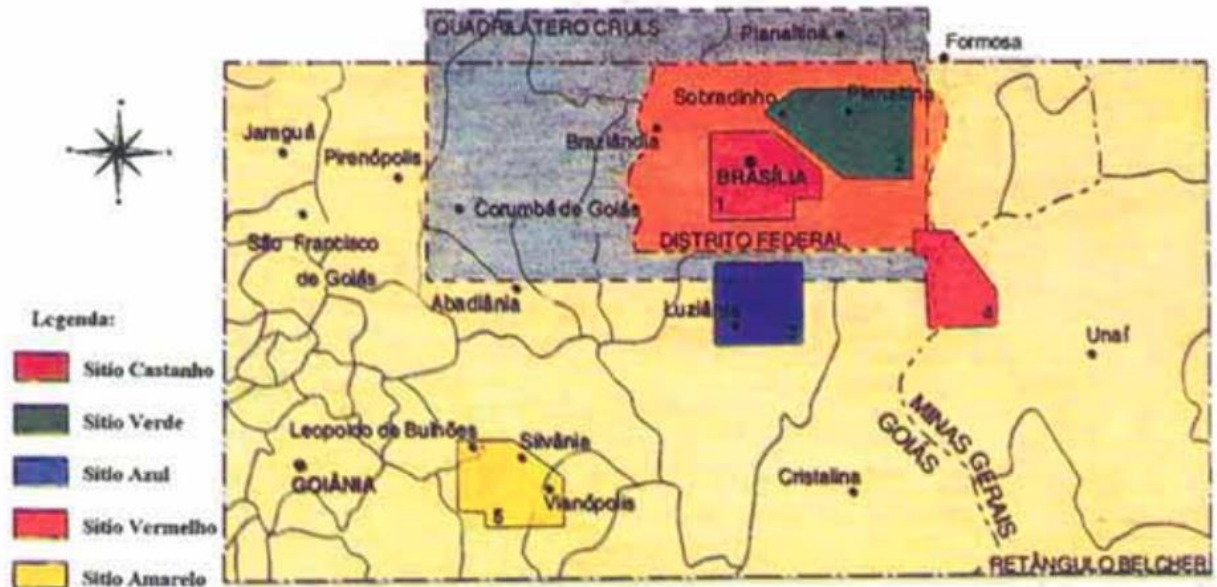 QUADRILÁTERO CRULS
Planaltina
Formosa
Sobradinho
Planaltina
Jaraguá
Brazlândia
Pirenópolis
BRASÍLIA
2
1
Corumbá de Goiás
São Francisco
de Goiás
DISTRITO FEDERAL
Abadiânia
Luziânia
3
4
Unaí
Legenda:
Sítio Castanho
Sítio Verde
Sítio Azul
Sítio Vermelho
Sítio Amarelo
Leopoldo de Bulhões
Silvânia
GOIÂNIA
Vianópolis
5
Cristalina
MINAS GERAIS
GOIÁS
RETÂNGULO BELCHER